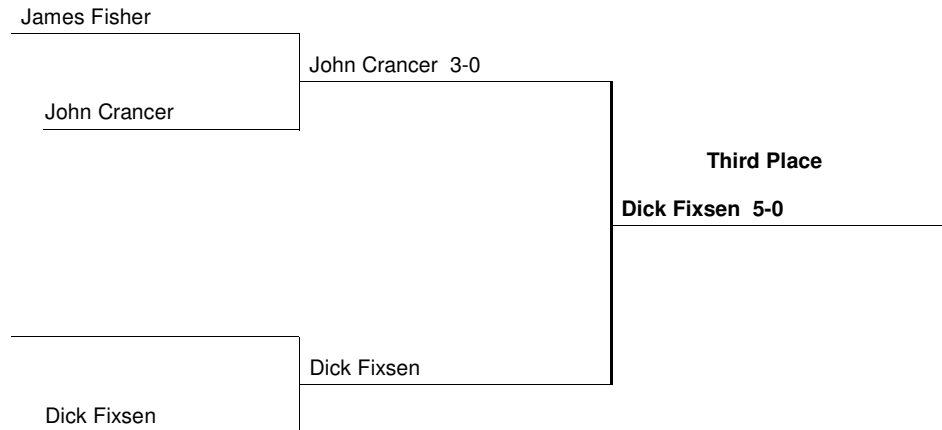 James Fisher
John Crancer 3-0
John Crancer
Third Place
Dick Fixsen 5-0
Dick Fixsen
Dick Fixsen